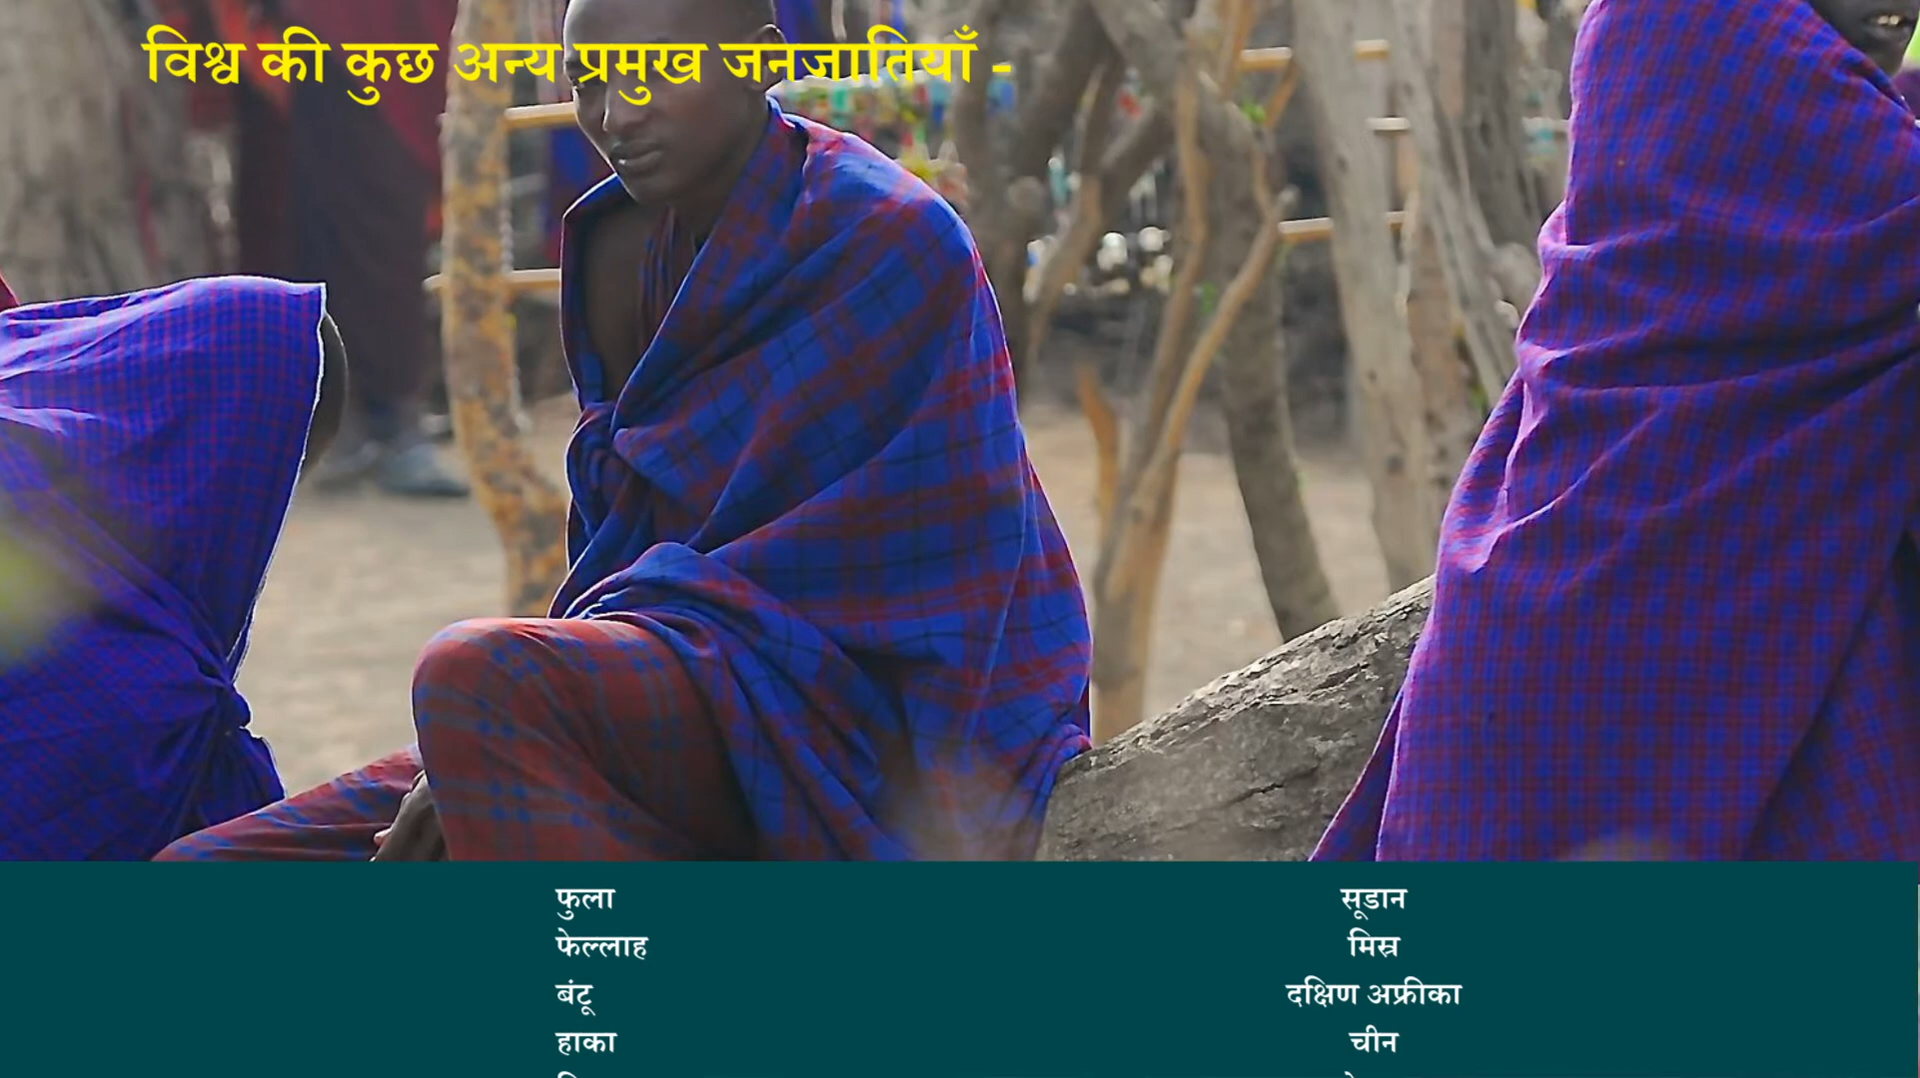 विश्व की कुछ अन्य प्रमुख जनजातियाँ -
फुला सूडान
फेल्लाह मिस्र
बंटू दक्षिण अफ्रीका
हाका चीन